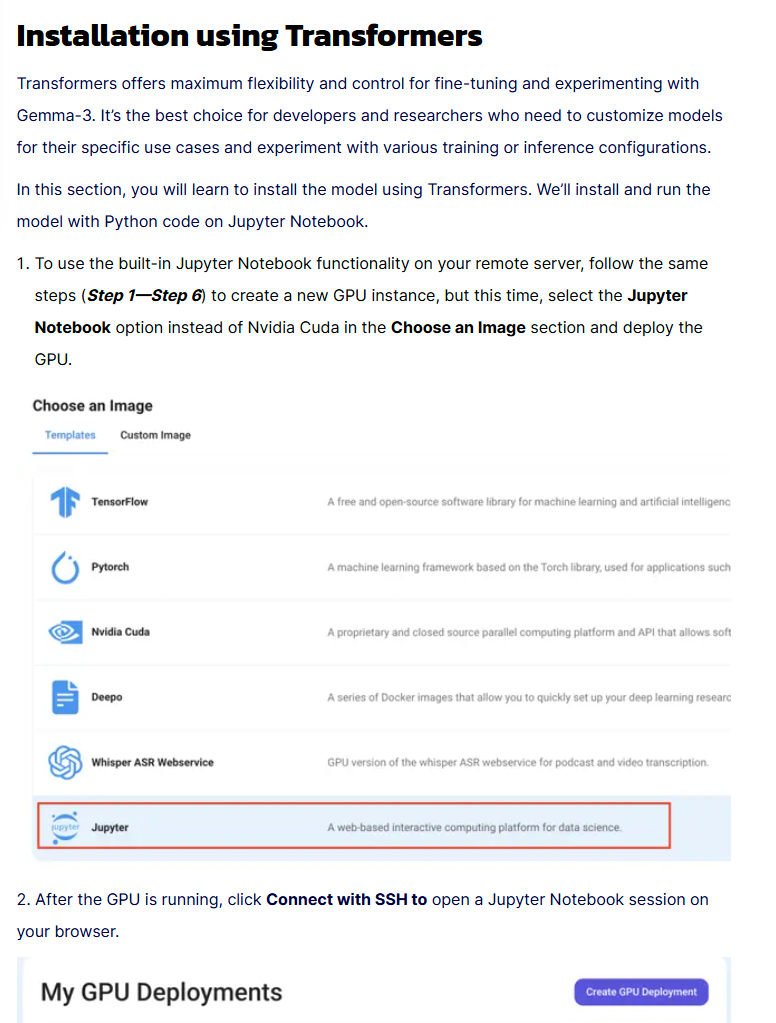 Installation using Transformers
Transformers offers maximum flexibility and control for fine-tuning and experimenting with
Gemma-3. It’s the best choice for developers and researchers who need to customize models
for their specific use cases and experiment with various training or inference configurations.
In this section, you will learn to install the model using Transformers. We’ll install and run the
model with Python code on Jupyter Notebook.
1. To use the built-in Jupyter Notebook functionality on your remote server, follow the same
steps (Step 1—Step 6) to create a new GPU instance, but this time, select the Jupyter
Notebook option instead of Nvidia Cuda in the Choose an Image section and deploy the
GPU.
Choose an Image
Templates Custom Image
TensorFlow A free and open-source software library for machine learning and artificial intelligenc
Pytorch A machine learning framework based on the Torch library, used for applications such
Nvidia Cuda A proprietary and closed source parallel computing platform and API that allows soft
Deepo A series of Docker images that allow you to quickly set up your deep learning researc
Whisper ASR Webservice GPU version of the whisper ASR webservice for podcast and video transcription.
jupyter Jupyter A web-based interactive computing platform for data science.
2. After the GPU is running, click Connect with SSH to open a Jupyter Notebook session on
your browser.
My GPU Deployments Create GPU Deployment